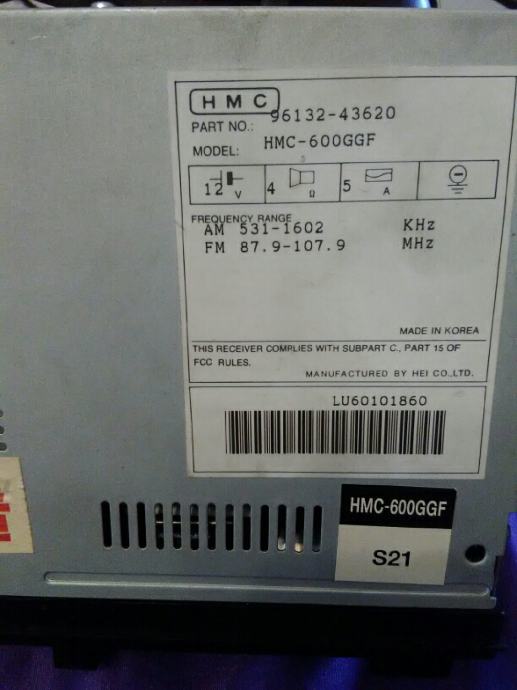 HMC
PART NO.: 96132-43620
MODEL: HMC-600GGF
12 V 4 Ω 5 A
FREQUENCY RANGE
AM 531-1602 KHz
FM 87.9-107.9 MHz
MADE IN KOREA
THIS RECEIVER COMPLIES WITH SUBPART C., PART 15 OF
FCC RULES.
MANUFACTURED BY HEI CO.,LTD.
LU60101860
HMC-600GGF
S21